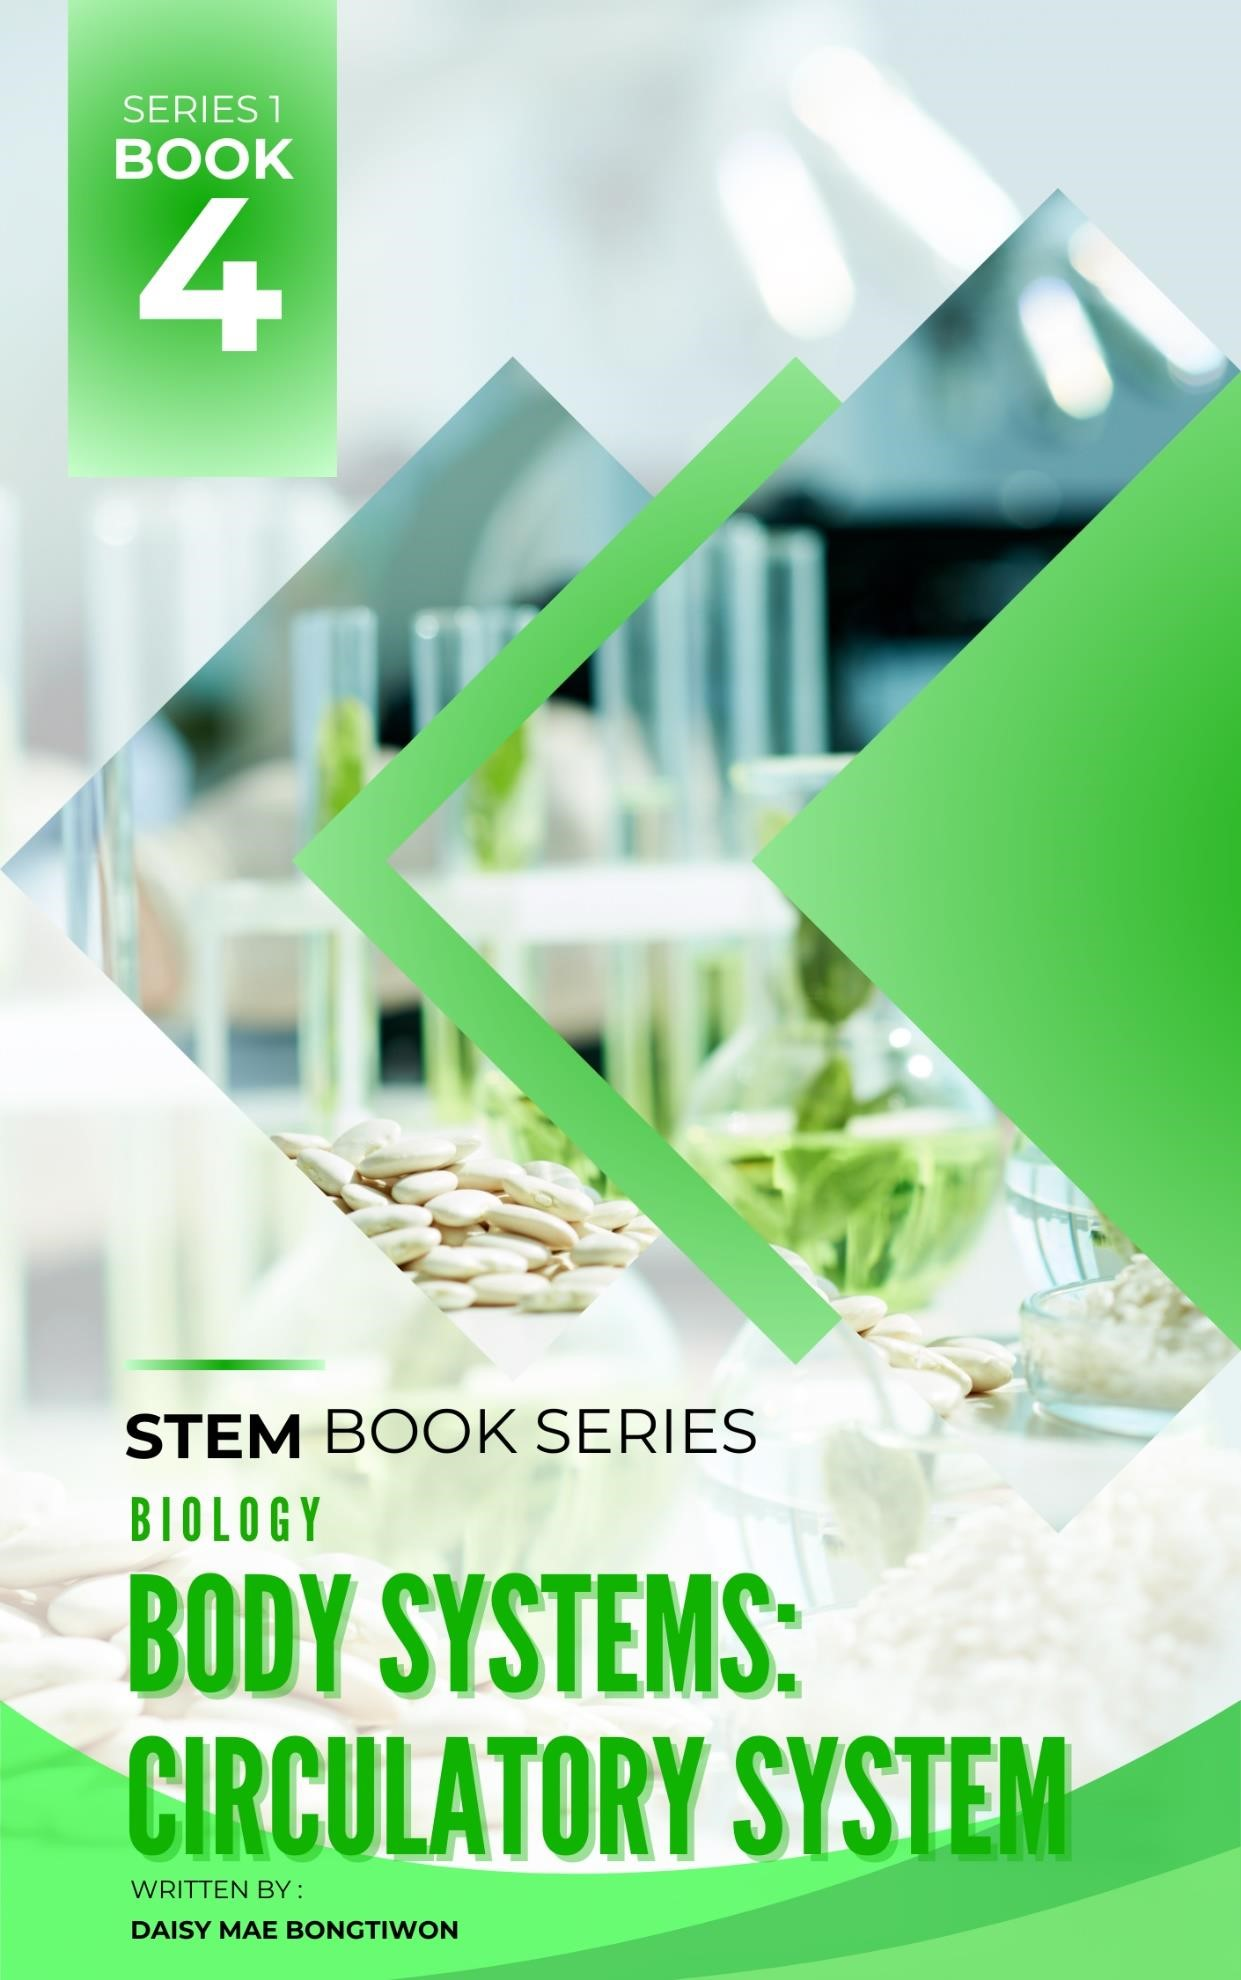 SERIES 1
BOOK
4
STEM BOOK SERIES
BIOLOGY
BODY SYSTEMS:
CIRCULATORY SYSTEM
WRITTEN BY :
DAISY MAE BONGTIWON